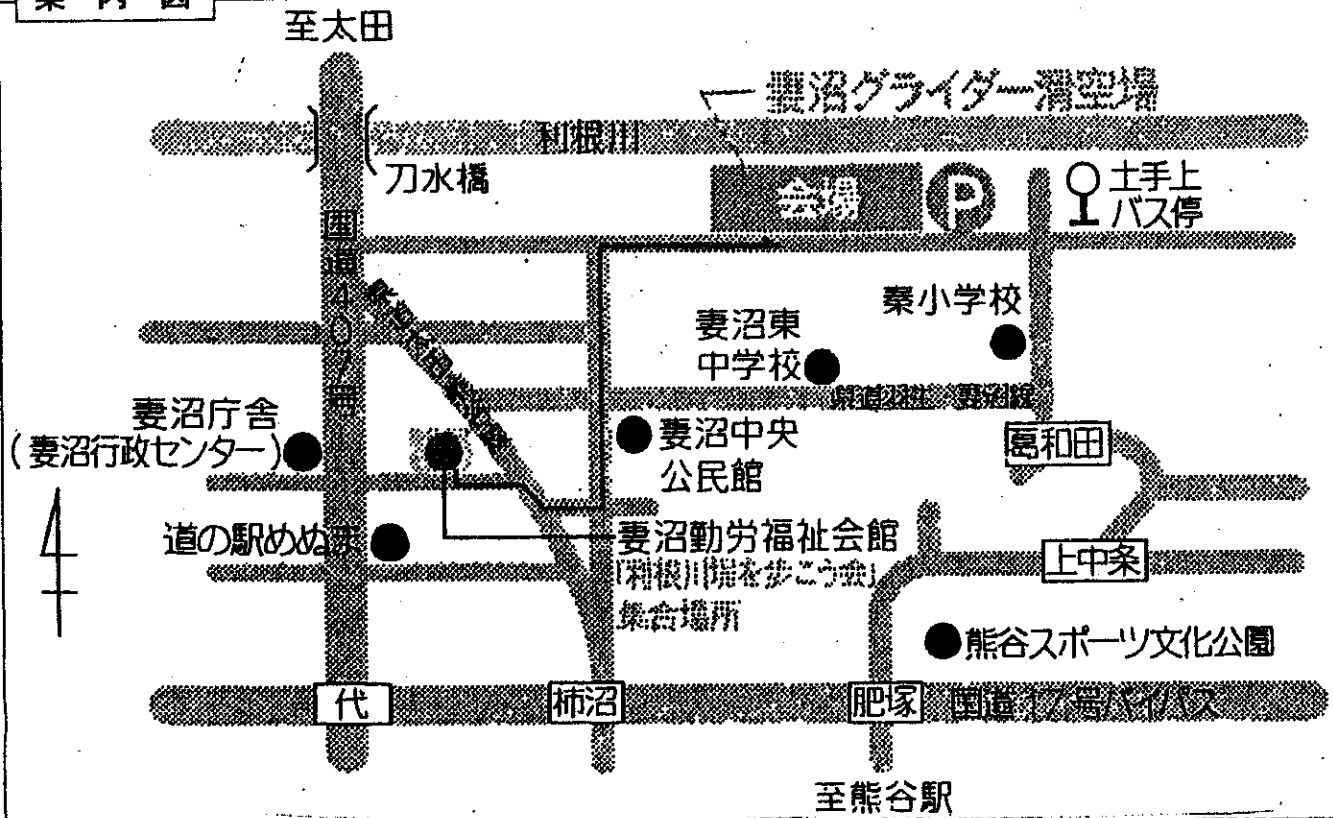 案内図
至太田
妻沼グライダー滑空場
利根川
刀水橋
会場
P
土手上
バス停
国道407号
秦小学校
妻沼東
中学校
妻沼庁舎
(妻沼行政センター)
妻沼中央
公民館
葛和田
道の駅めぬま
妻沼勤労福祉会館
「利根川堤を歩こう会」
集合場所
上中条
熊谷スポーツ文化公園
代
柿沼
肥塚
国道17号バイパス
至熊谷駅